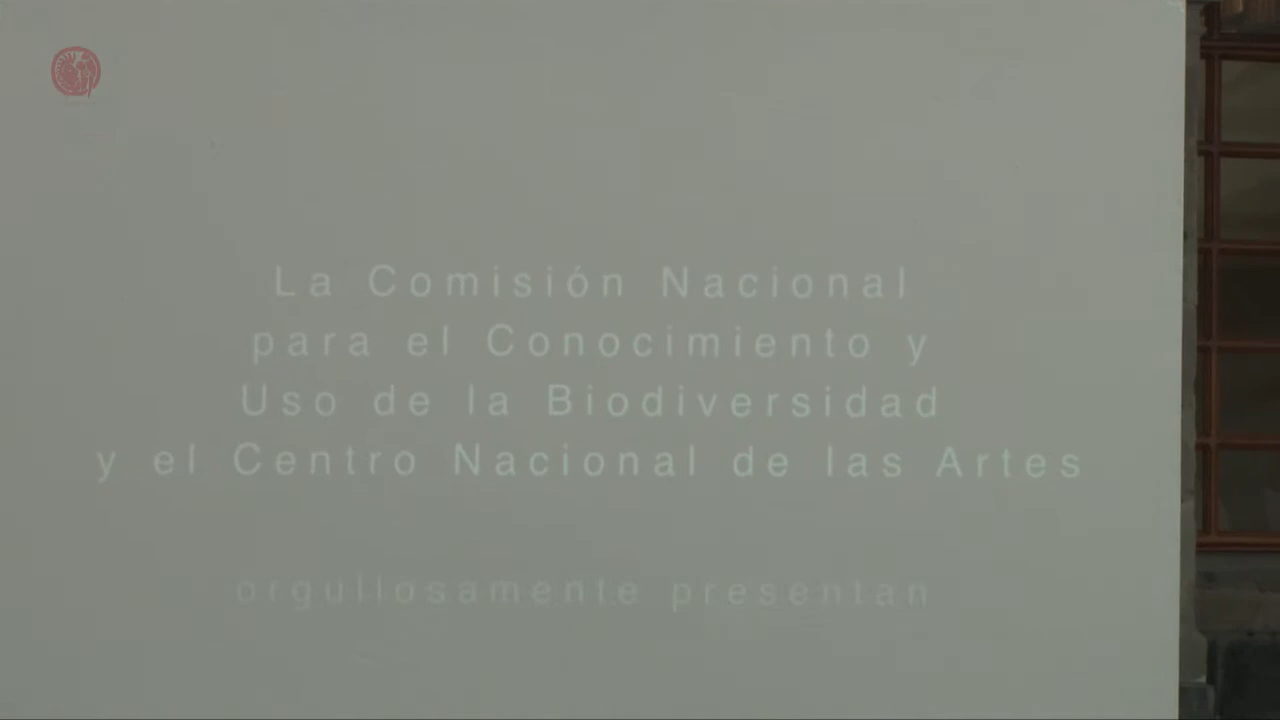 La Comisión Nacional
para el Conocimiento y
Uso de la Biodiversidad
y el Centro Nacional de las Artes
orgullosamente presentan